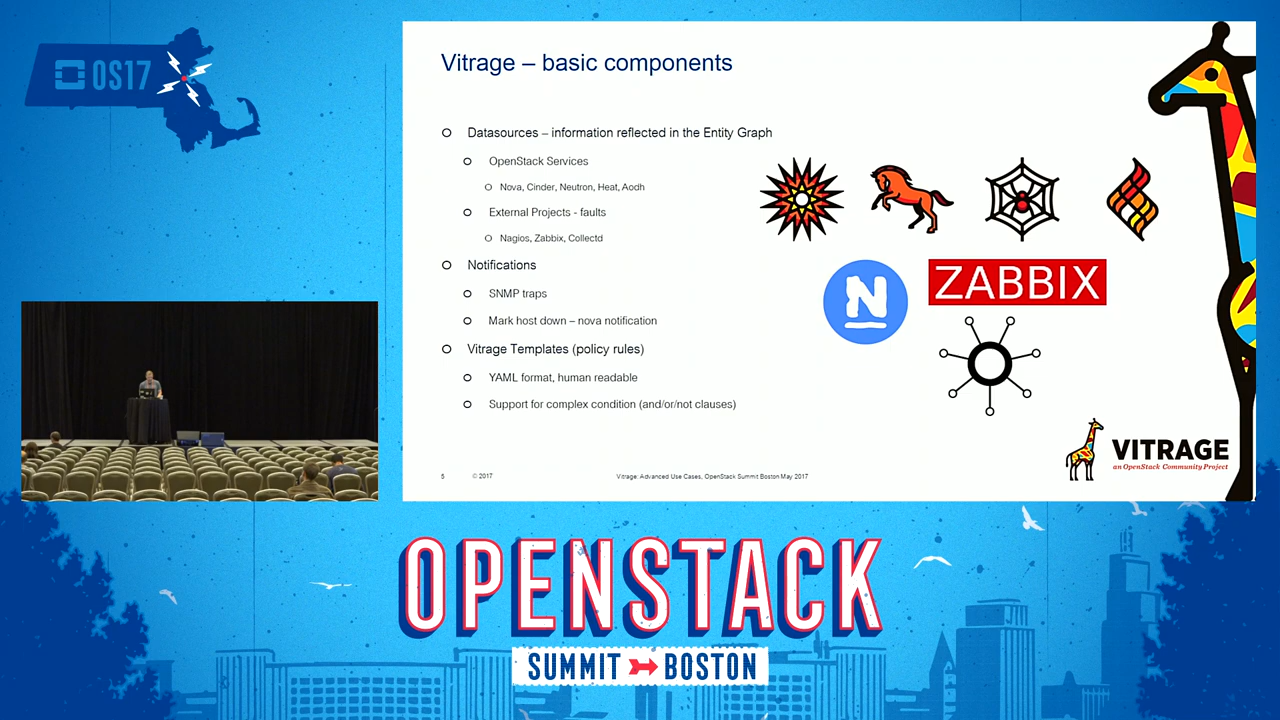 OS17
Vitrage – basic components
Datasources – information reflected in the Entity Graph
OpenStack Services
Nova, Cinder, Neutron, Heat, Aodh
External Projects - faults
Nagios, Zabbix, Collectd
Notifications
SNMP traps
Mark host down – nova notification
Vitrage Templates (policy rules)
YAML format, human readable
Support for complex condition (and/or/not clauses)
N
ZABBIX
VITRAGE
an OpenStack Community Project
5
© 2017
Vitrage: Advanced Use Cases, OpenStack Summit Boston May 2017
OPENSTACK
SUMMIT BOSTON